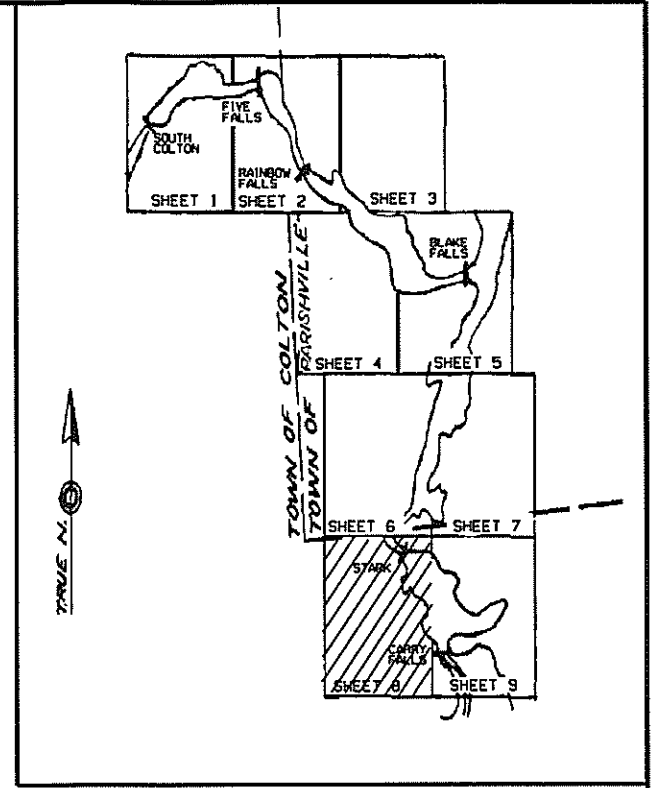 FIVE
FALLS
SOUTH
COLTON
RAINBOW
FALLS
SHEET 1
SHEET 2
SHEET 3
BLAKE
FALLS
TOWN OF COLTON
PARISHVILLE
TOWN OF
SHEET 4
SHEET 5
TRUE N.
SHEET 6
SHEET 7
STARK
CARRY
FALLS
SHEET 8
SHEET 9